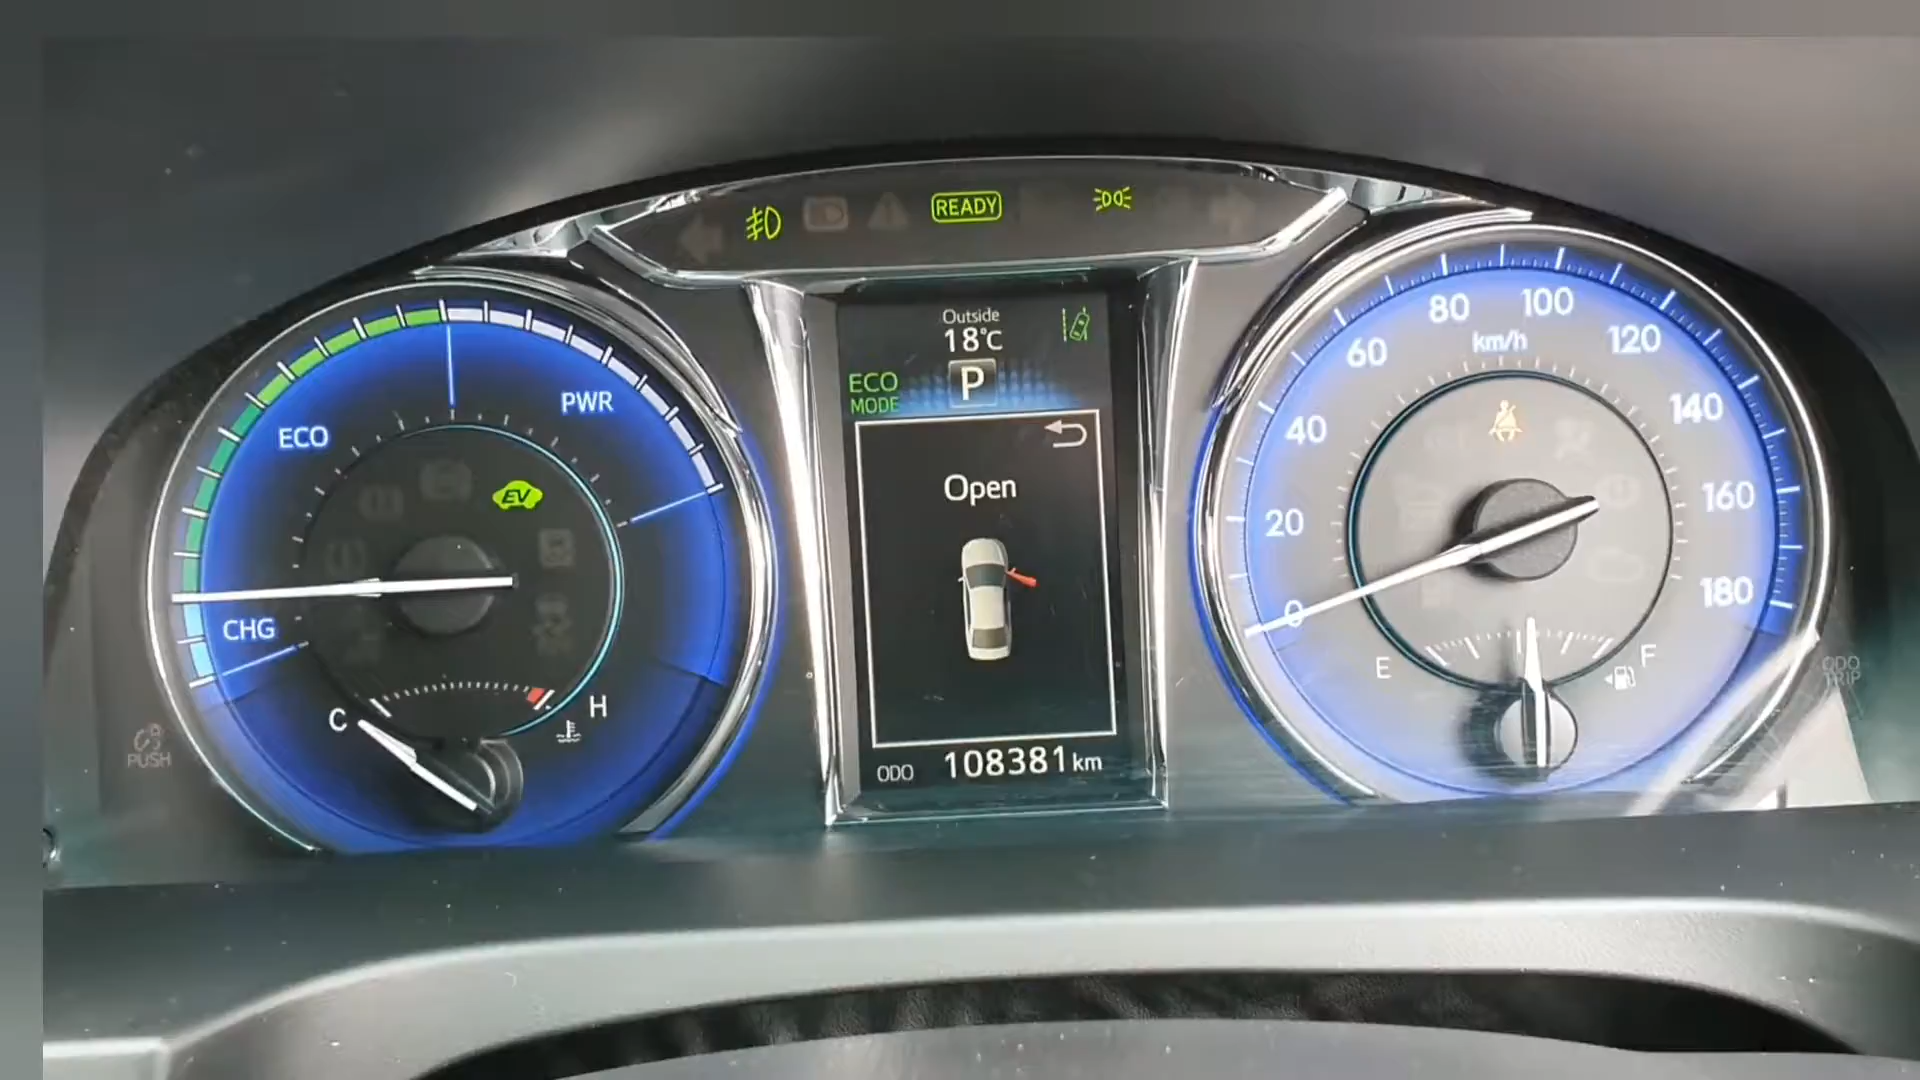 READY
Outside
18°C
ECO
MODE
P
Open
ODO 108381 km
ECO
PWR
EV
CHG
C
H
PUSH
0
20
40
60
80
100
120
140
160
180
km/h
E
F
ODO
TRIP